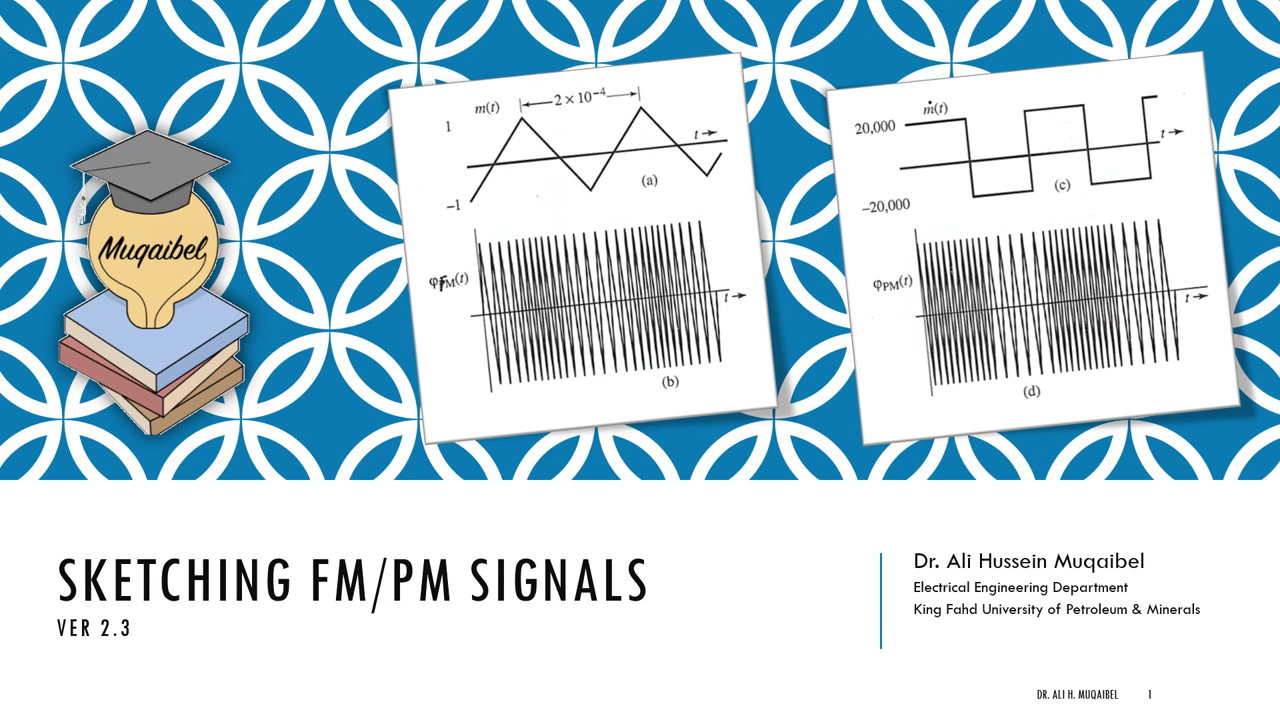 m(t)
2 × 10⁻⁴
1
t
(a)
−1
φFM(t)
t
(b)
ṁ(t)
20,000
t
(c)
−20,000
φPM(t)
t
(d)
Muqaibel
SKETCHING FM/PM SIGNALS
VER 2.3
Dr. Ali Hussein Muqaibel
Electrical Engineering Department
King Fahd University of Petroleum & Minerals
DR. ALI H. MUQAIBEL 1